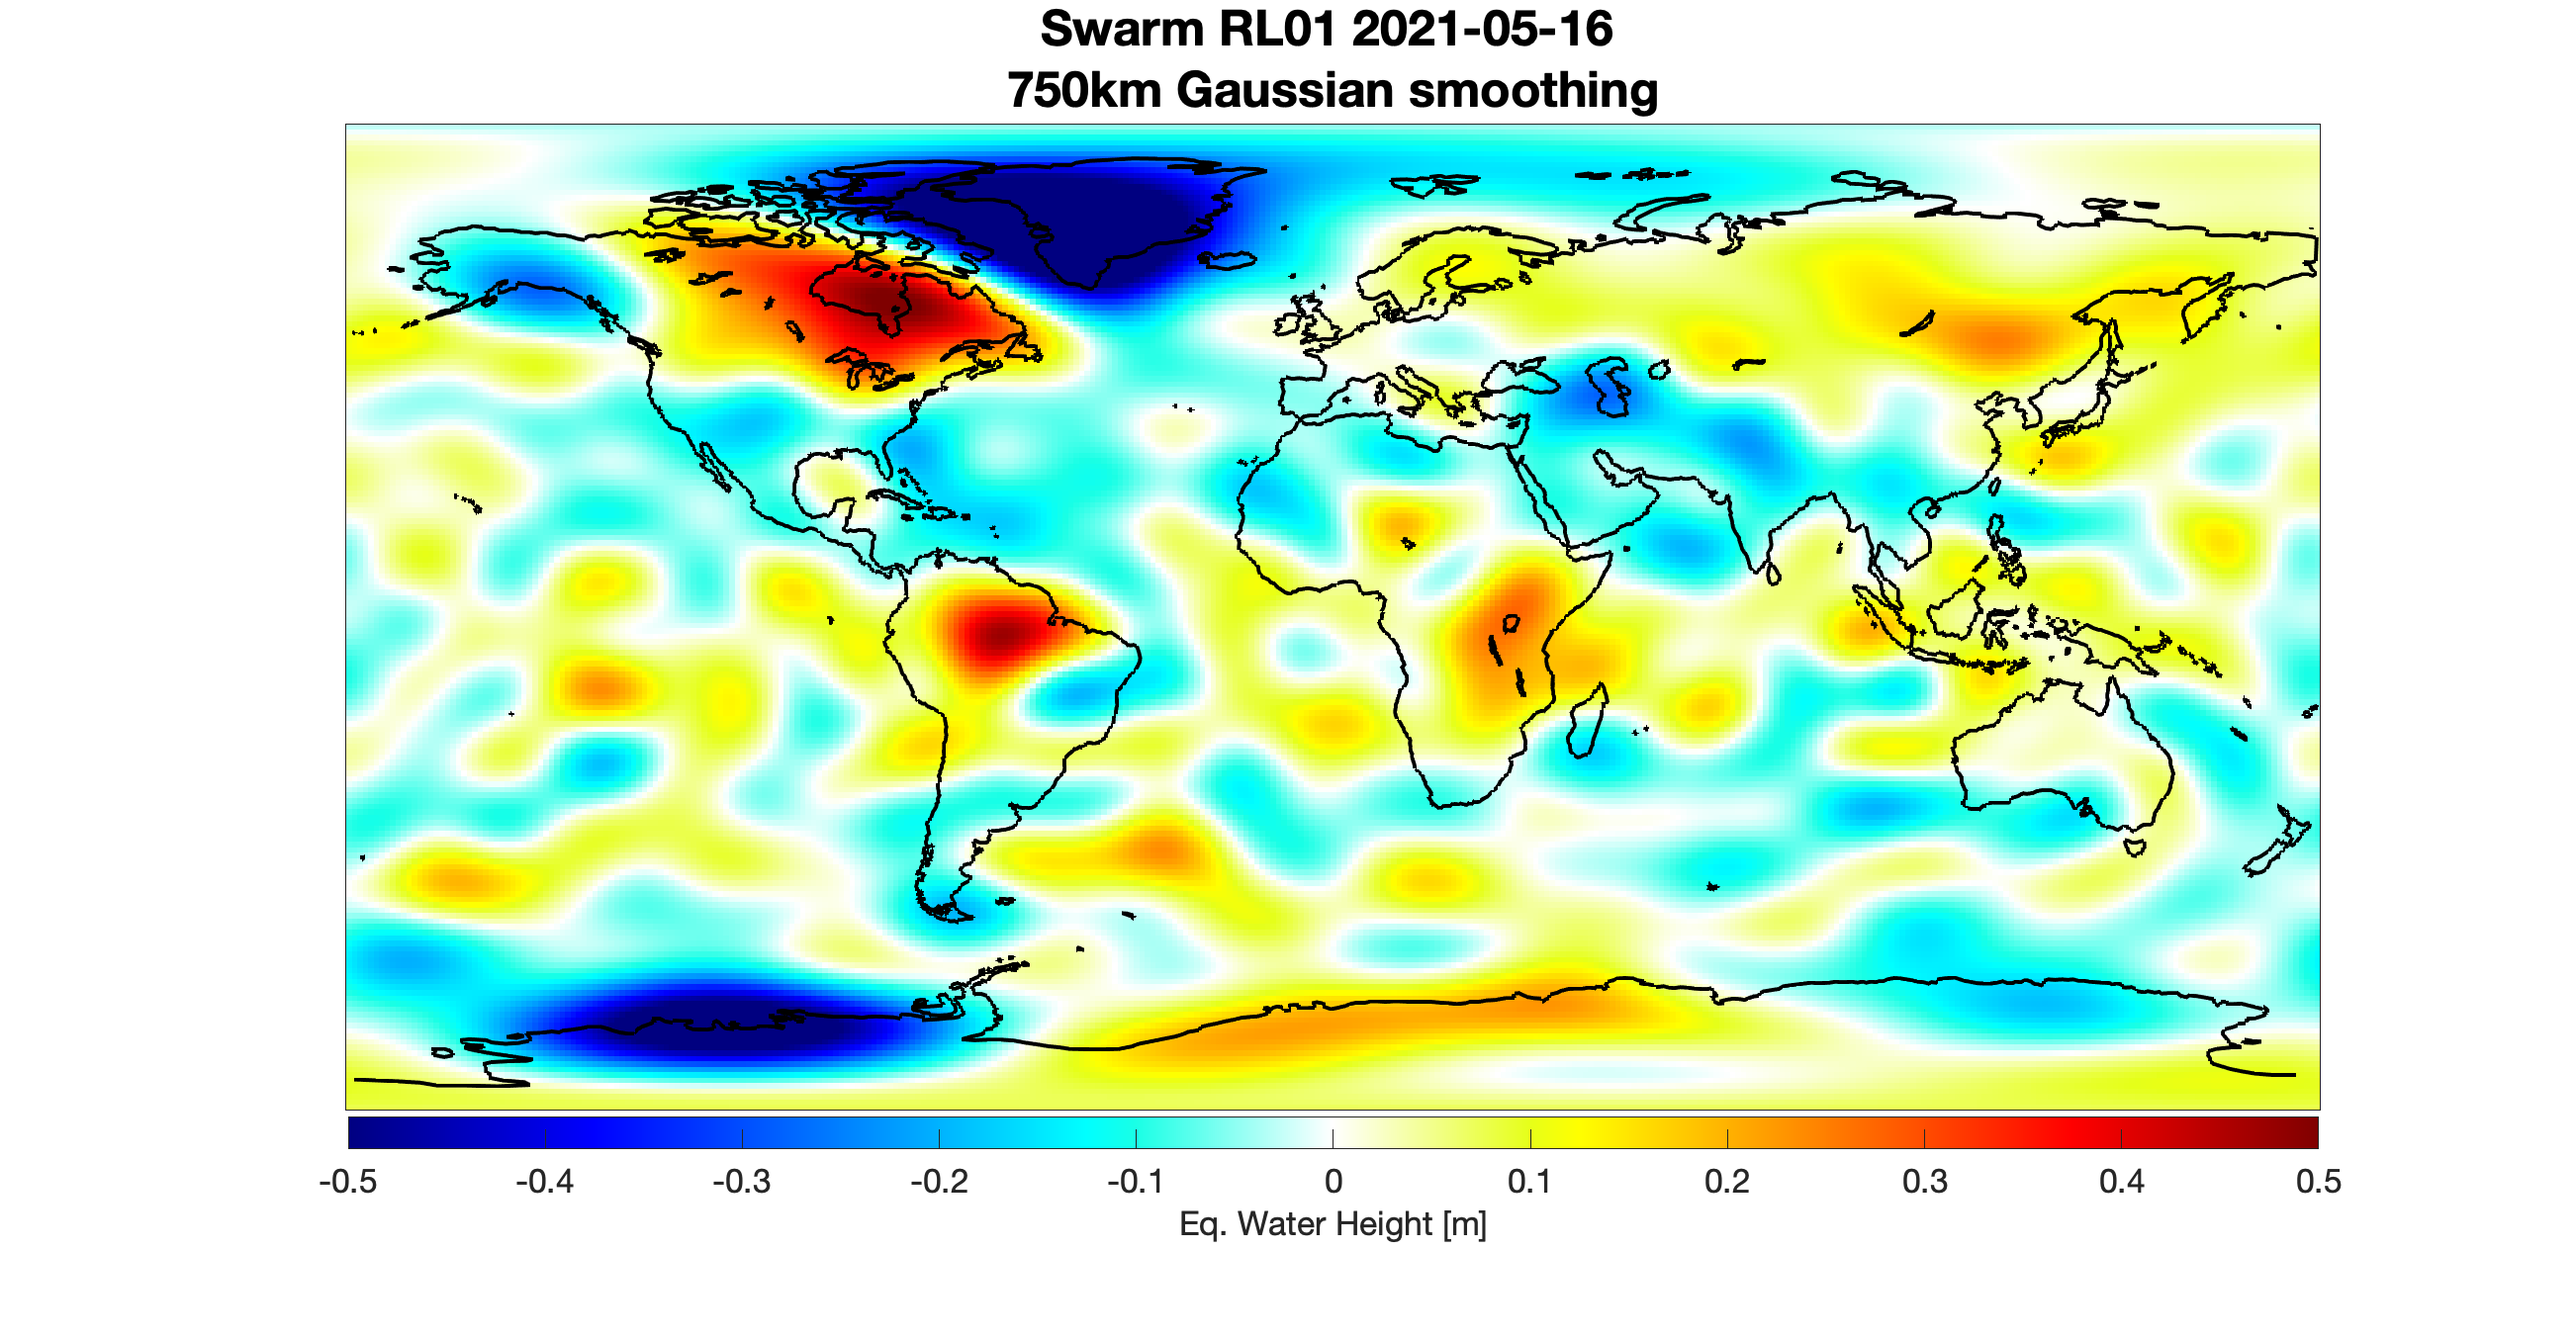 Swarm RL01 2021-05-16
750km Gaussian smoothing
-0.5 -0.4 -0.3 -0.2 -0.1 0 0.1 0.2 0.3 0.4 0.5
Eq. Water Height [m]